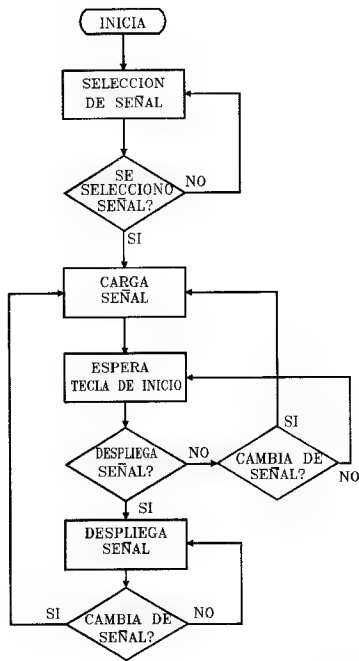 INICIA
SELECCION
DE SEÑAL
SE
SELECCIONO
SEÑAL?
NO
SI
CARGA
SEÑAL
ESPERA
TECLA DE INICIO
DESPLIEGA
SEÑAL?
NO
SI
CAMBIA DE
SEÑAL?
SI
NO
DESPLIEGA
SEÑAL
CAMBIA DE
SEÑAL?
SI
NO